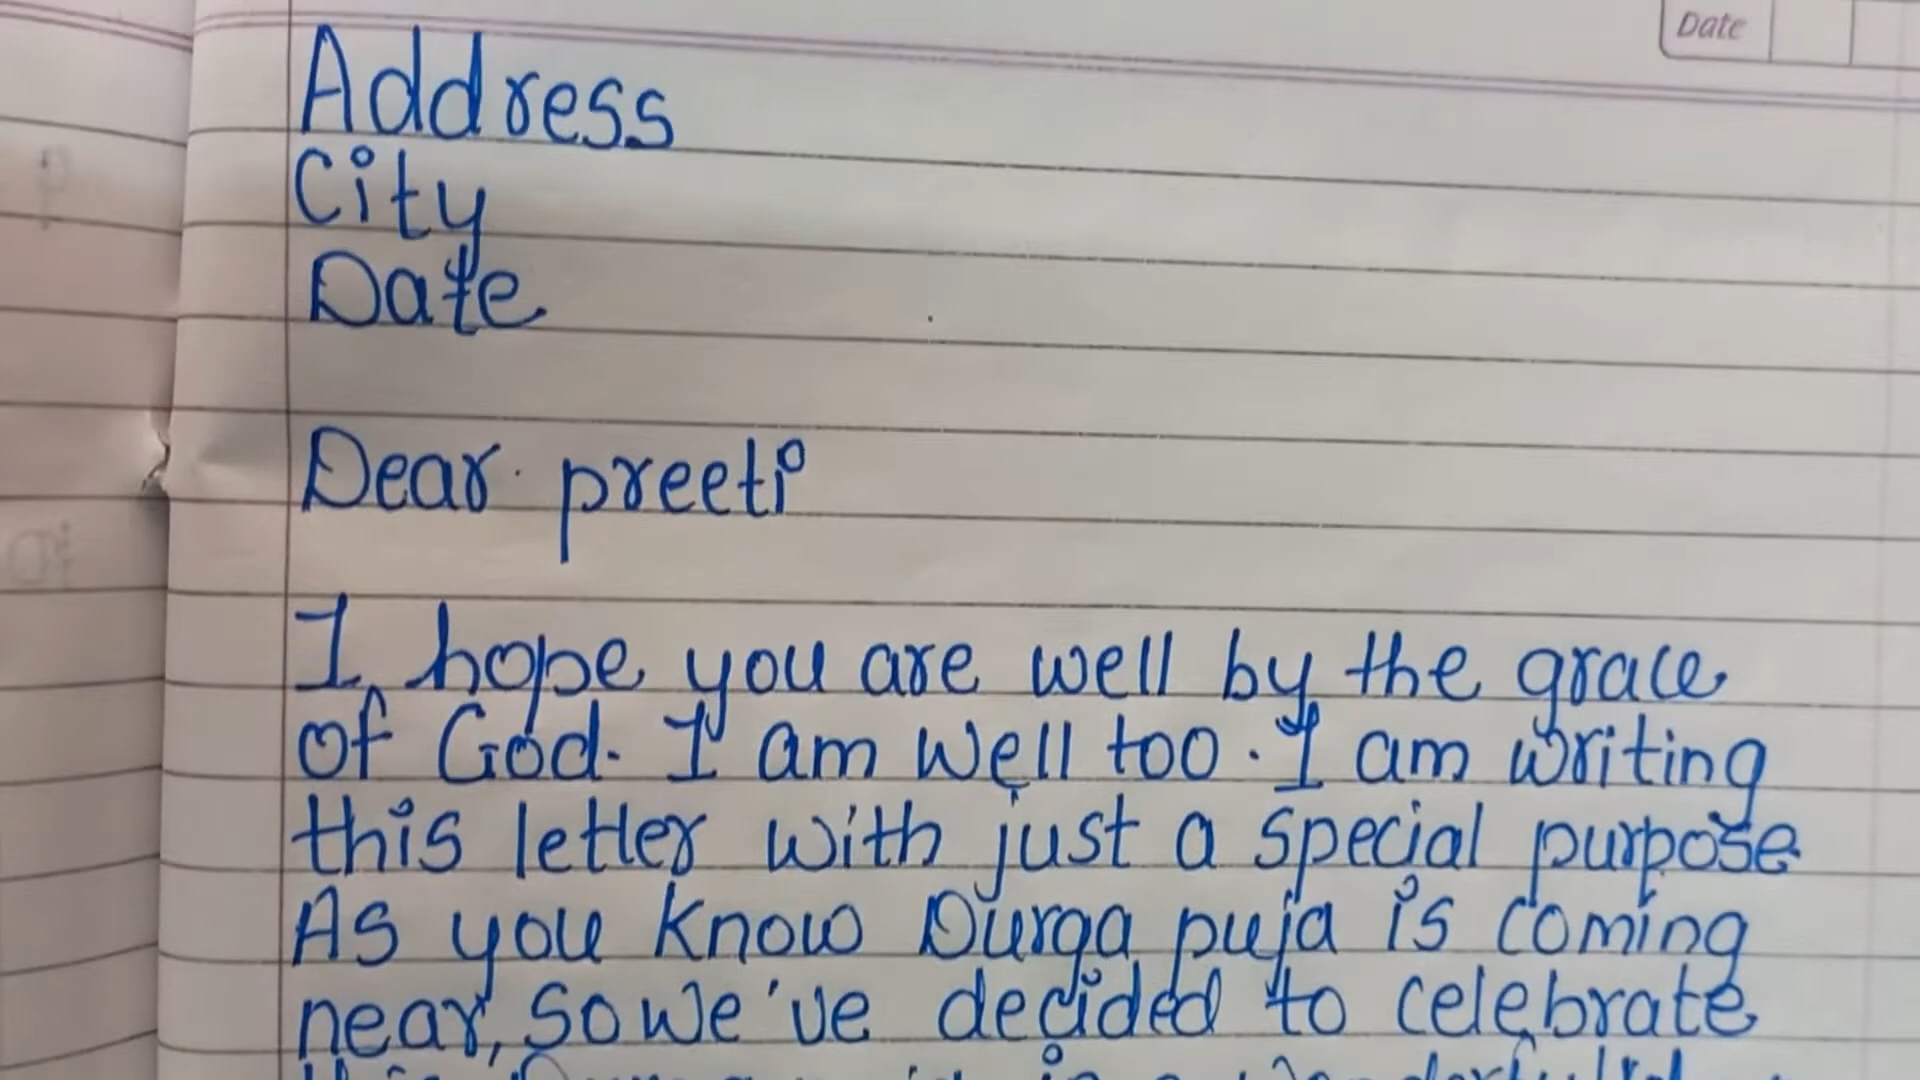 Date
Address
City
Date
Dear preeti
I hope you are well by the grace
of God. I am well too. I am writing
this letter with just a special purpose
As you know Durga puja is coming
near, so we've decided to celebrate